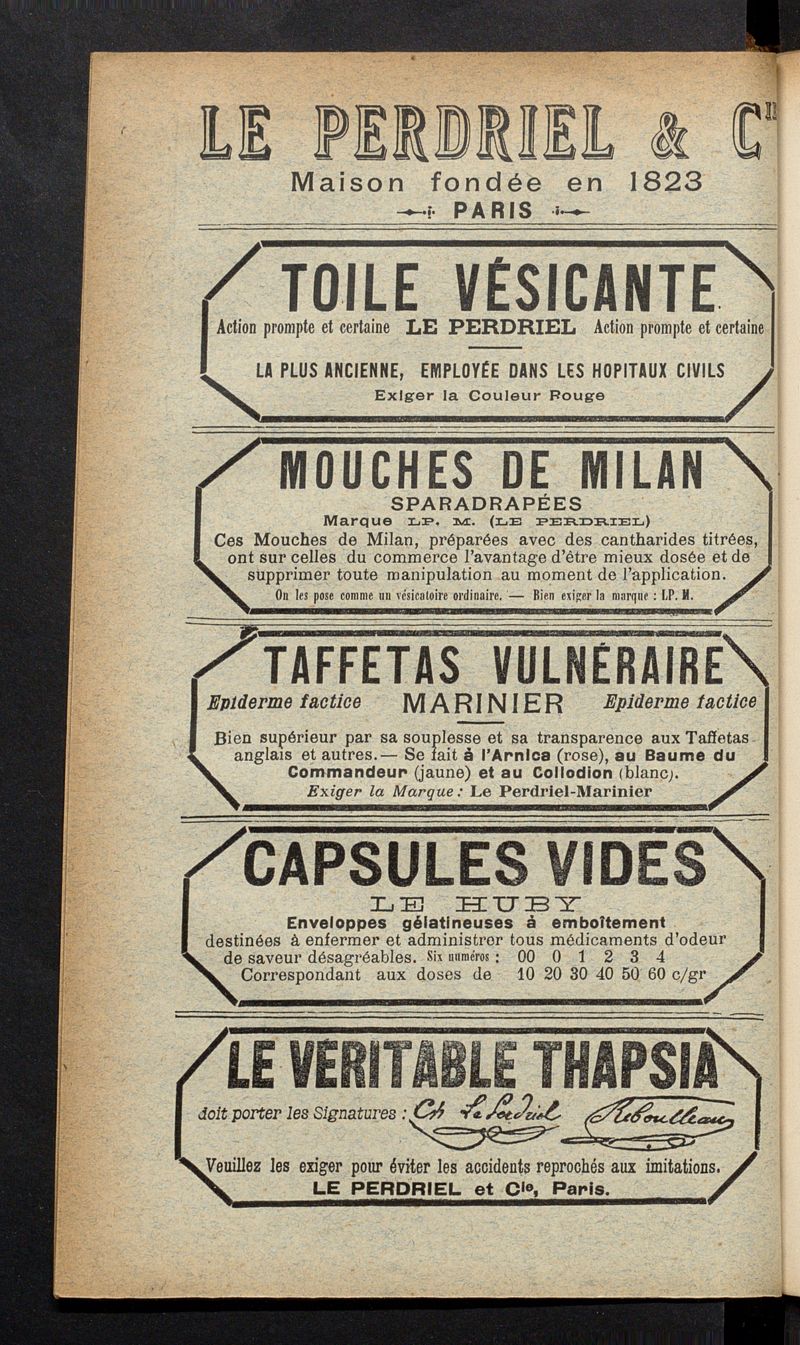 LE PERDRIEL & Cie
Maison fondée en 1823
PARIS
TOILE VÉSICANTE
Action prompte et certaine LE PERDRIEL Action prompte et certaine
LA PLUS ANCIENNE, EMPLOYÉE DANS LES HOPITAUX CIVILS
Exiger la Couleur Rouge
MOUCHES DE MILAN
SPARADRAPÉES
Marque LP. M. (LE PERDRIEL)
Ces Mouches de Milan, préparées avec des cantharides titrées,
ont sur celles du commerce l'avantage d'être mieux dosée et de
supprimer toute manipulation au moment de l'application.
On les pose comme un vésicatoire ordinaire. — Bien exiger la marque : LP. M.
TAFFETAS VULNÉRAIRE
Epiderme factice MARINIER Epiderme factice
Bien supérieur par sa souplesse et sa transparence aux Taffetas
anglais et autres. — Se fait à l'Arnica (rose), au Baume du
Commandeur (jaune) et au Collodion (blanc).
Exiger la Marque : Le Perdriel-Marinier
CAPSULES VIDES
LE HUBY
Enveloppes gélatineuses à emboîtement
destinées à enfermer et administrer tous médicaments d'odeur
de saveur désagréables. Six numéros : 00 0 1 2 3 4
Correspondant aux doses de 10 20 30 40 50 60 c/gr
LE VÉRITABLE THAPSIA
doit porter les Signatures : Ch Le Perdriel Reboulleau
Veuillez les exiger pour éviter les accidents reprochés aux imitations.
LE PERDRIEL et Cie, Paris.